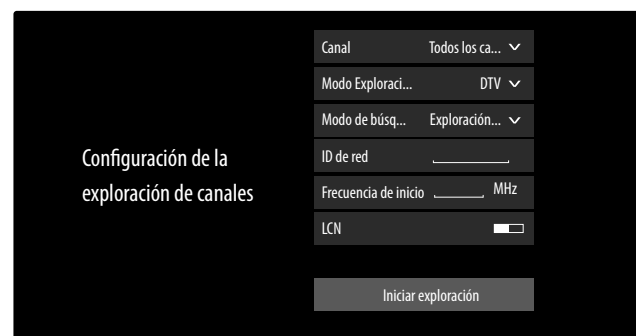 Configuración de la
exploración de canales
Canal Todos los ca...
Modo Exploraci... DTV
Modo de búsq... Exploración...
ID de red
Frecuencia de inicio MHz
LCN
Iniciar exploración